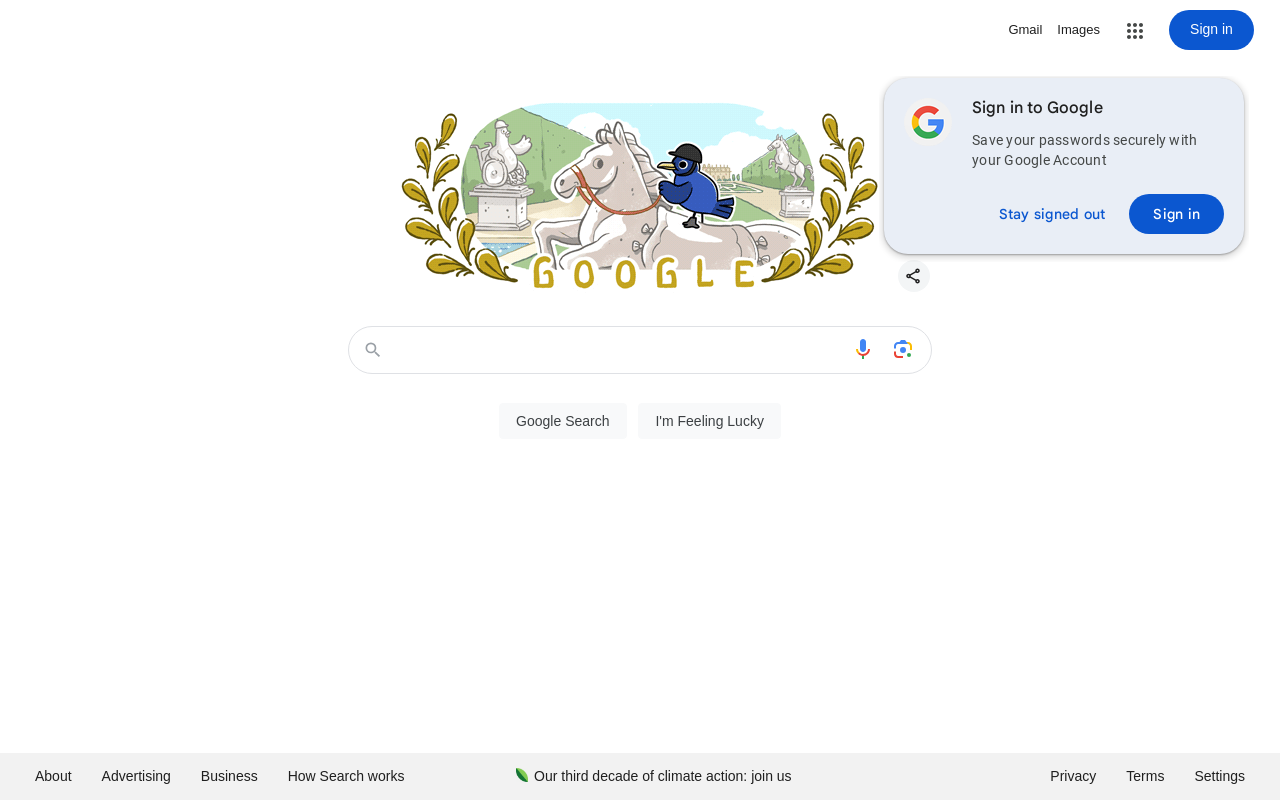 Gmail
Images
Sign in
Sign in to Google
Save your passwords securely with
your Google Account
Stay signed out
Sign in
GOOGLE
Google Search
I'm Feeling Lucky
About
Advertising
Business
How Search works
Our third decade of climate action: join us
Privacy
Terms
Settings